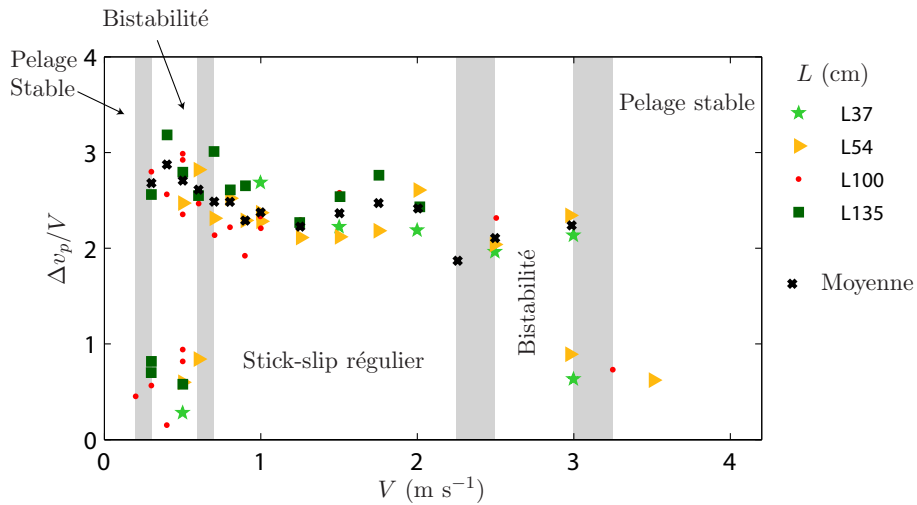 Bistabilité
Pelage
Stable
4
3
2
1
0
Δv_p/V
Pelage stable
Bistabilité
Stick-slip régulier
0
1
2
3
4
V (m s⁻¹)
L (cm)
L37
L54
L100
L135
Moyenne